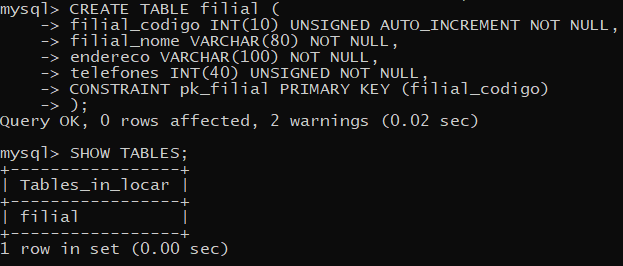 mysql> CREATE TABLE filial (
    -> filial_codigo INT(10) UNSIGNED AUTO_INCREMENT NOT NULL,
    -> filial_nome VARCHAR(80) NOT NULL,
    -> endereco VARCHAR(100) NOT NULL,
    -> telefones INT(40) UNSIGNED NOT NULL,
    -> CONSTRAINT pk_filial PRIMARY KEY (filial_codigo)
    -> );
Query OK, 0 rows affected, 2 warnings (0.02 sec)

mysql> SHOW TABLES;
+-----------------+
| Tables_in_locar |
+-----------------+
| filial          |
+-----------------+
1 row in set (0.00 sec)